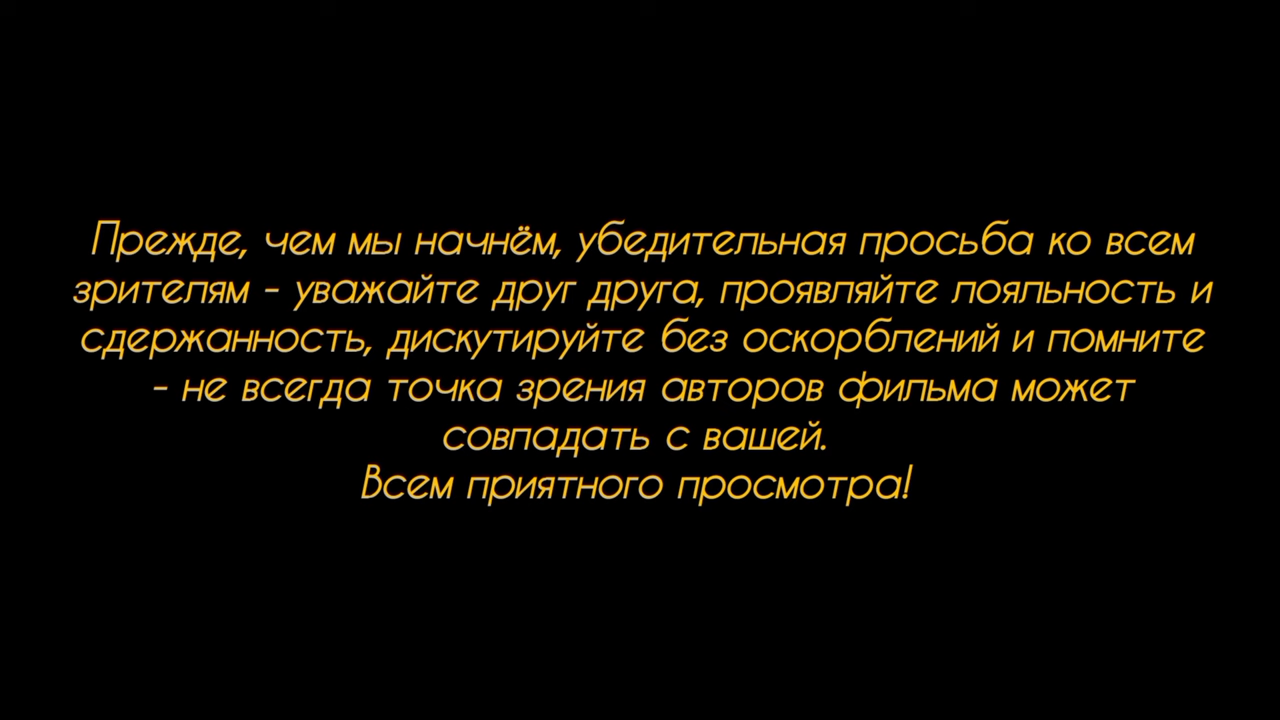 Прежде, чем мы начнём, убедительная просьба ко всем
зрителям - уважайте друг друга, проявляйте лояльность и
сдержанность, дискутируйте без оскорблений и помните
- не всегда точка зрения авторов фильма может
совпадать с вашей.
Всем приятного просмотра!